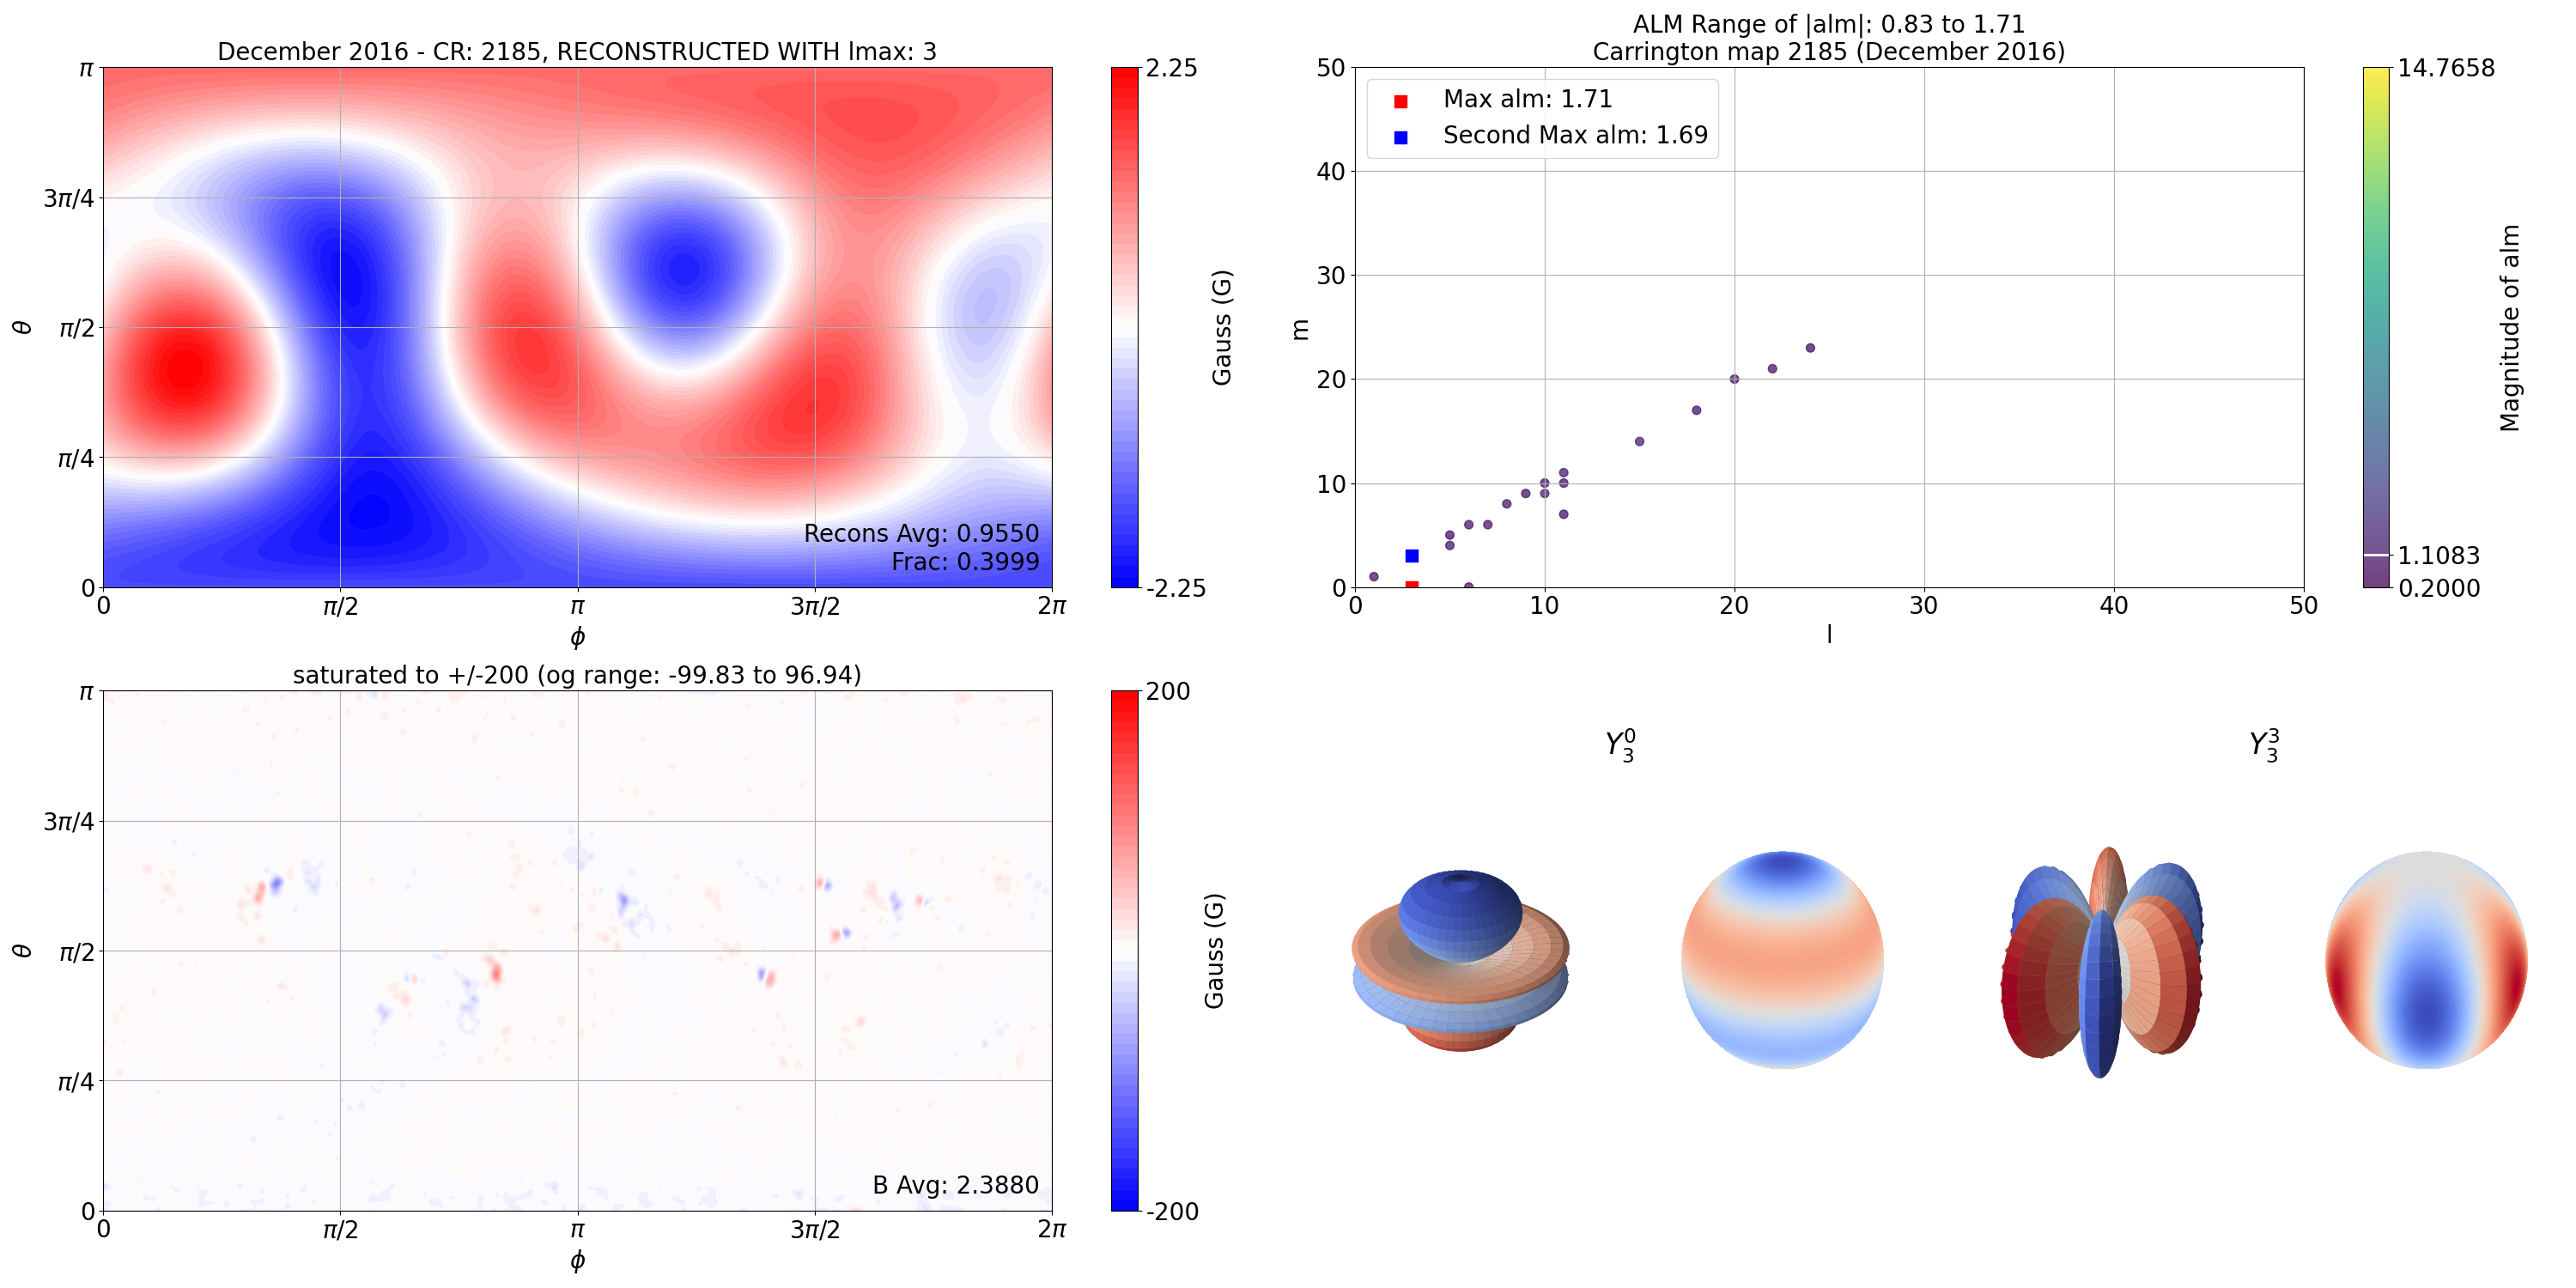 December 2016 - CR: 2185, RECONSTRUCTED WITH lmax: 3
π
3π/4
π/2
π/4
0
θ
0
π/2
π
3π/2
2π
ϕ
Recons Avg: 0.9550
Frac: 0.3999
2.25
-2.25
Gauss (G)
ALM Range of |alm|: 0.83 to 1.71
Carrington map 2185 (December 2016)
Max alm: 1.71
Second Max alm: 1.69
50
40
30
20
10
0
m
0
10
20
30
40
50
l
14.7658
1.1083
0.2000
Magnitude of alm
saturated to +/-200 (og range: -99.83 to 96.94)
π
3π/4
π/2
π/4
0
θ
0
π/2
π
3π/2
2π
ϕ
B Avg: 2.3880
200
-200
Gauss (G)
Y₃⁰
Y₃³